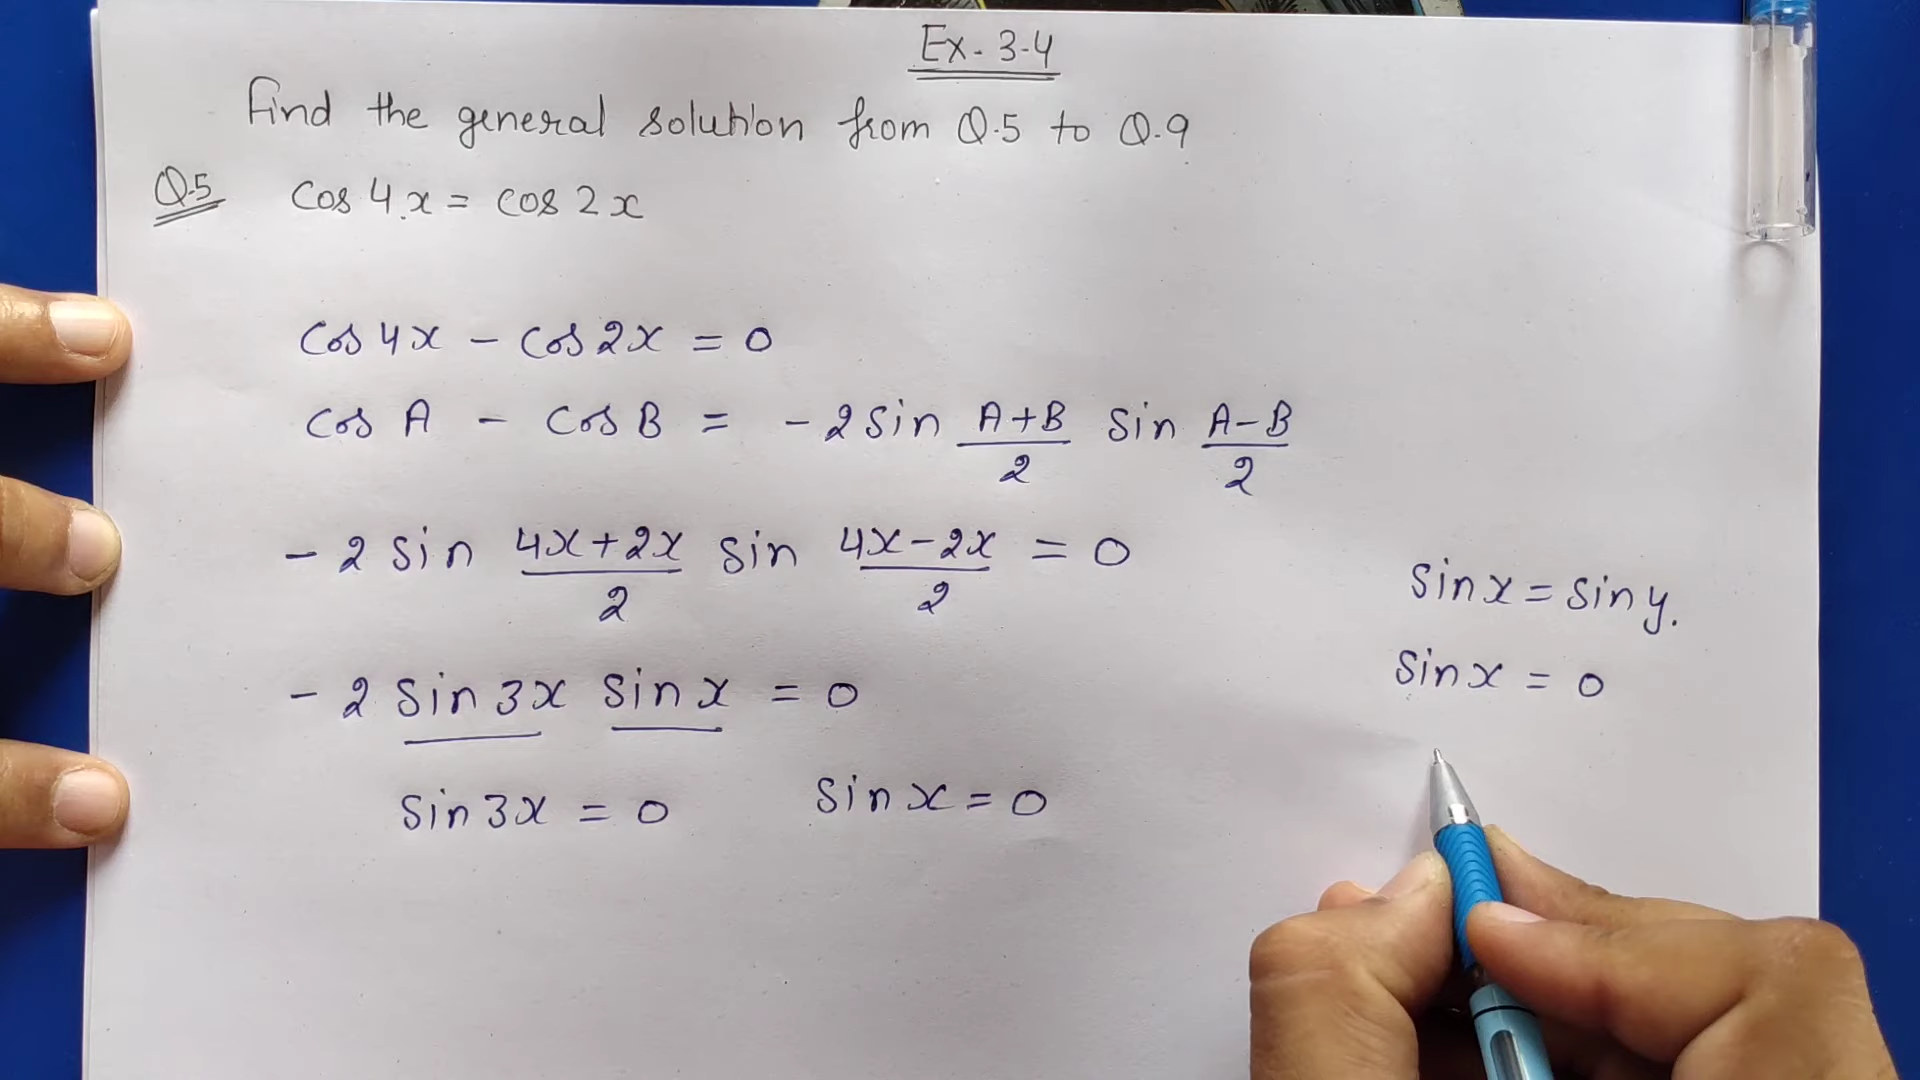 Ex-3.4
Find the general solution from Q.5 to Q.9
Q.5 cos 4x = cos 2x
Cos 4x - Cos 2x = 0
Cos A - Cos B = -2 Sin (A+B)/2 Sin (A-B)/2
-2 Sin (4x+2x)/2 Sin (4x-2x)/2 = 0
-2 Sin 3x Sin x = 0
Sin 3x = 0 Sin x = 0
Sin x = Sin y.
Sin x = 0